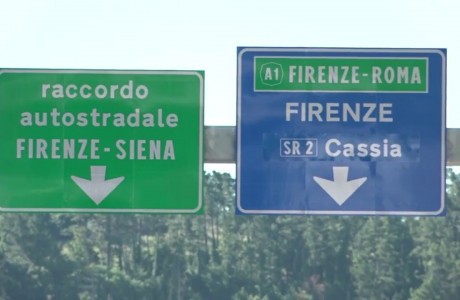 raccordo
autostradale
FIRENZE-SIENA
A1 FIRENZE-ROMA
FIRENZE
SR 2 Cassia